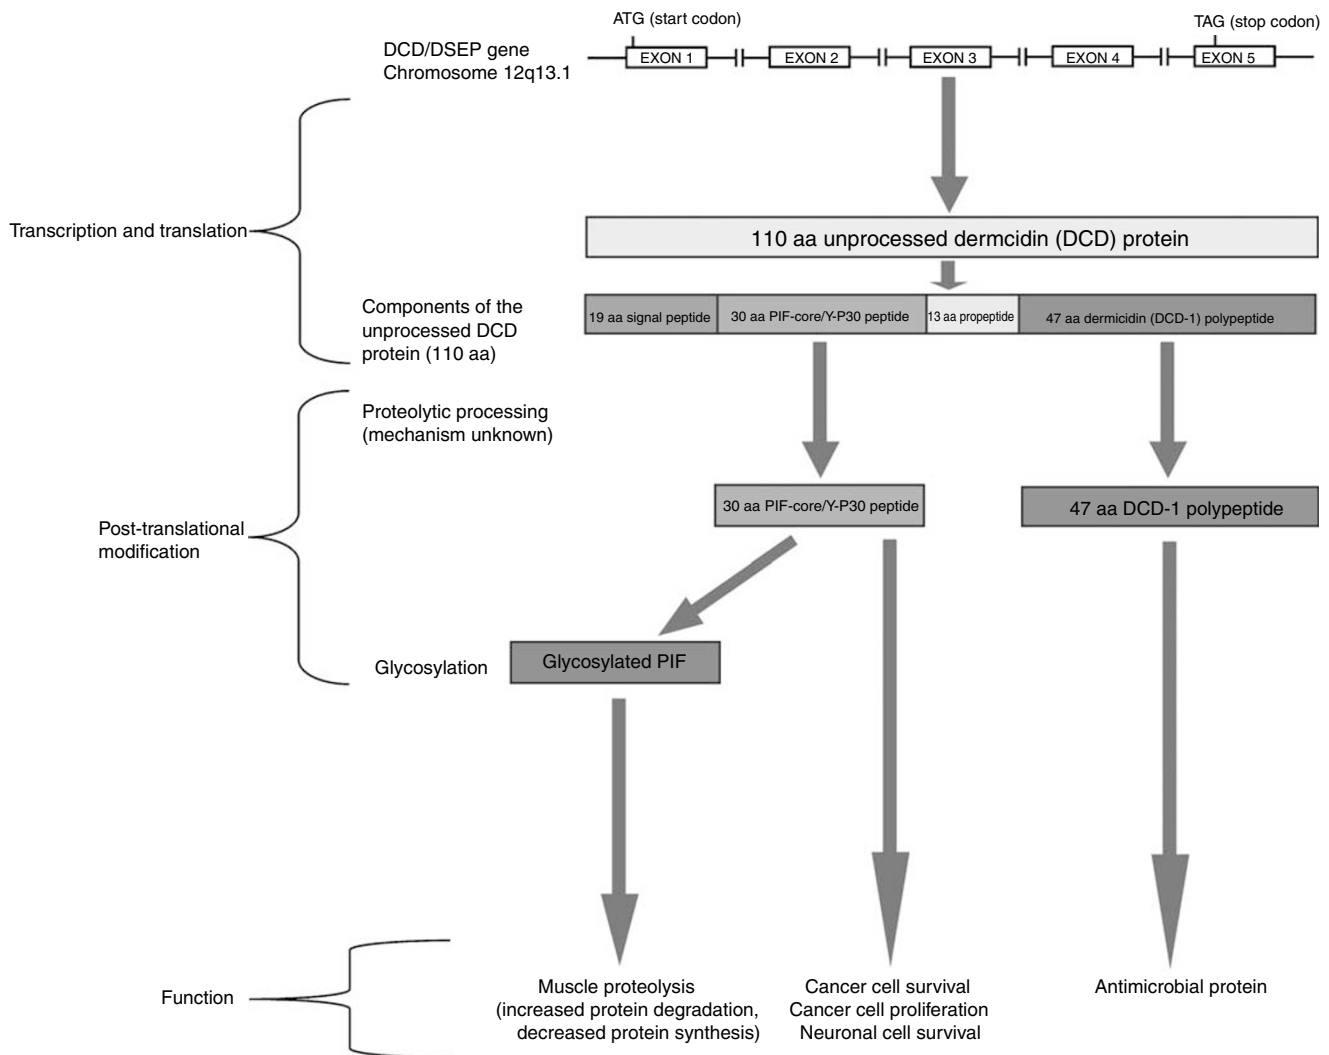 ATG (start codon)
TAG (stop codon)
DCD/DSEP gene
Chromosome 12q13.1
EXON 1
EXON 2
EXON 3
EXON 4
EXON 5
Transcription and translation
110 aa unprocessed dermcidin (DCD) protein
Components of the
unprocessed DCD
protein (110 aa)
19 aa signal peptide
30 aa PIF-core/Y-P30 peptide
13 aa propeptide
47 aa dermicidin (DCD-1) polypeptide
Proteolytic processing
(mechanism unknown)
30 aa PIF-core/Y-P30 peptide
47 aa DCD-1 polypeptide
Post-translational
modification
Glycosylation
Glycosylated PIF
Function
Muscle proteolysis
(increased protein degradation,
decreased protein synthesis)
Cancer cell survival
Cancer cell proliferation
Neuronal cell survival
Antimicrobial protein